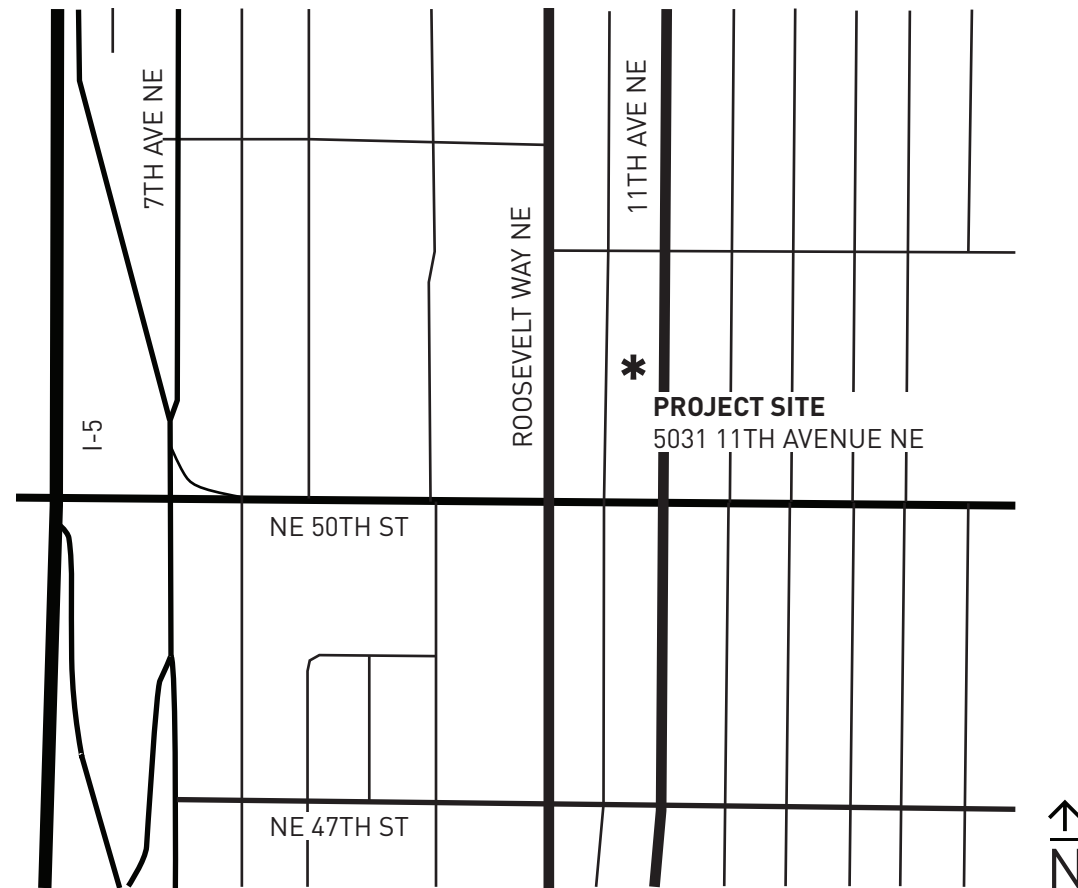 7TH AVE NE
11TH AVE NE
ROOSEVELT WAY NE
*
PROJECT SITE
5031 11TH AVENUE NE
I-5
NE 50TH ST
NE 47TH ST
N